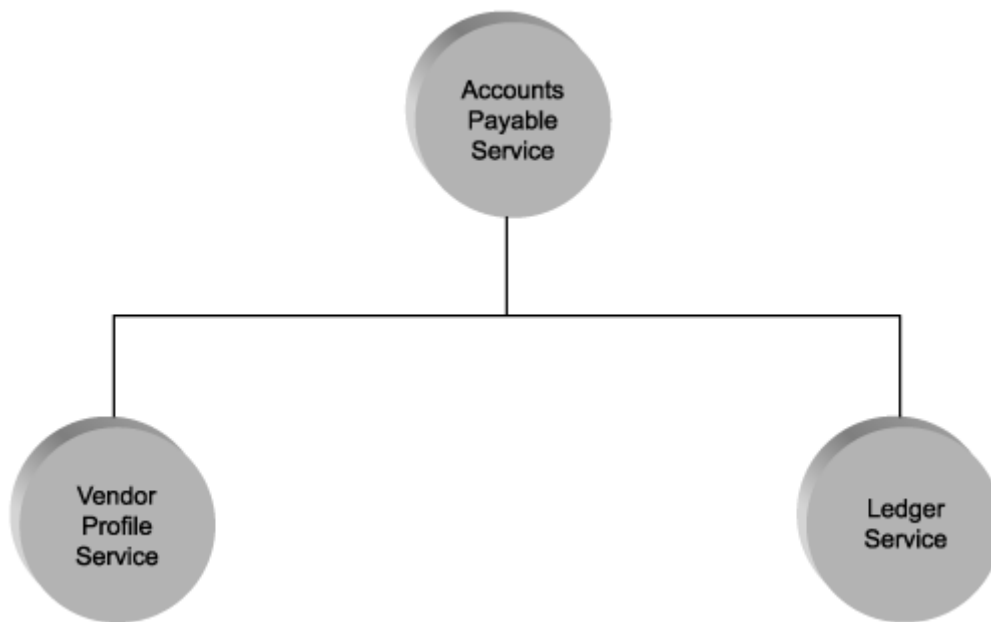 Accounts
Payable
Service
Vendor
Profile
Service
Ledger
Service